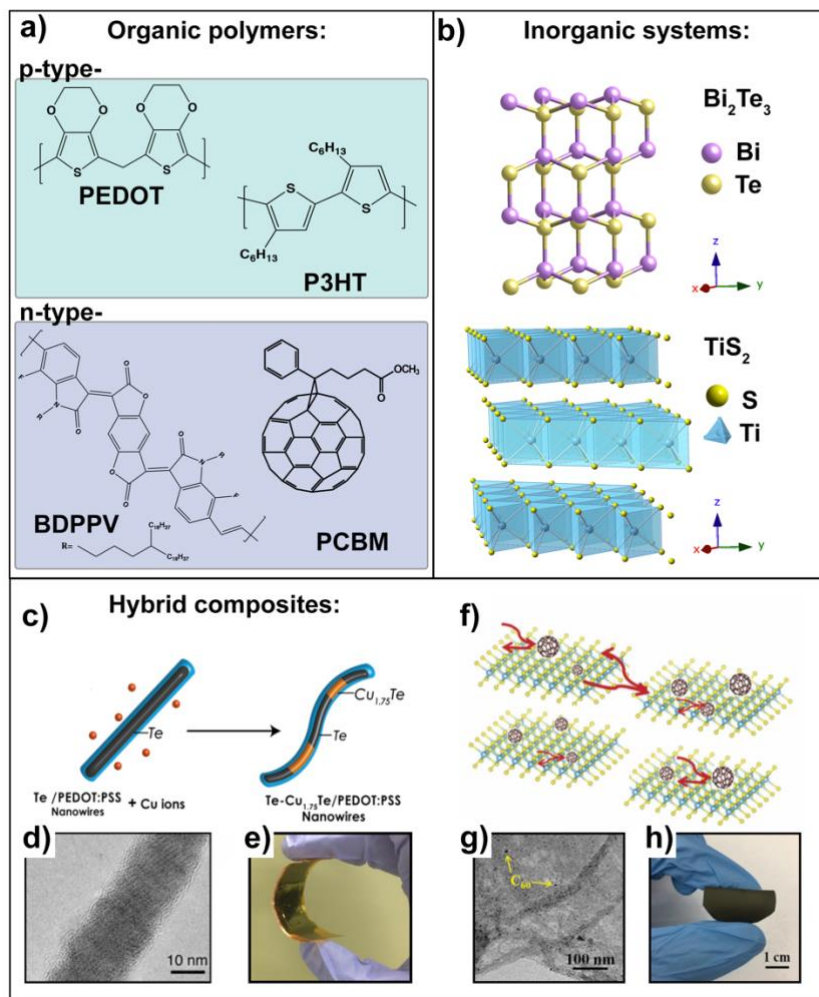 a)
Organic polymers:
p-type-
O
O
O
O
S
S
PEDOT
C6H13
S
S
C6H13
P3HT
n-type-
BDPPV
R=
OCH3
O
PCBM
b)
Inorganic systems:
Bi2Te3
Bi
Te
z
x
y
TiS2
S
Ti
z
x
y
Hybrid composites:
c)
Te
Te /PEDOT:PSS
Nanowires
+ Cu ions
Cu1.75Te
Te
Te-Cu1.75Te/PEDOT:PSS
Nanowires
d)
10 nm
e)
f)
g)
C60
100 nm
h)
1 cm